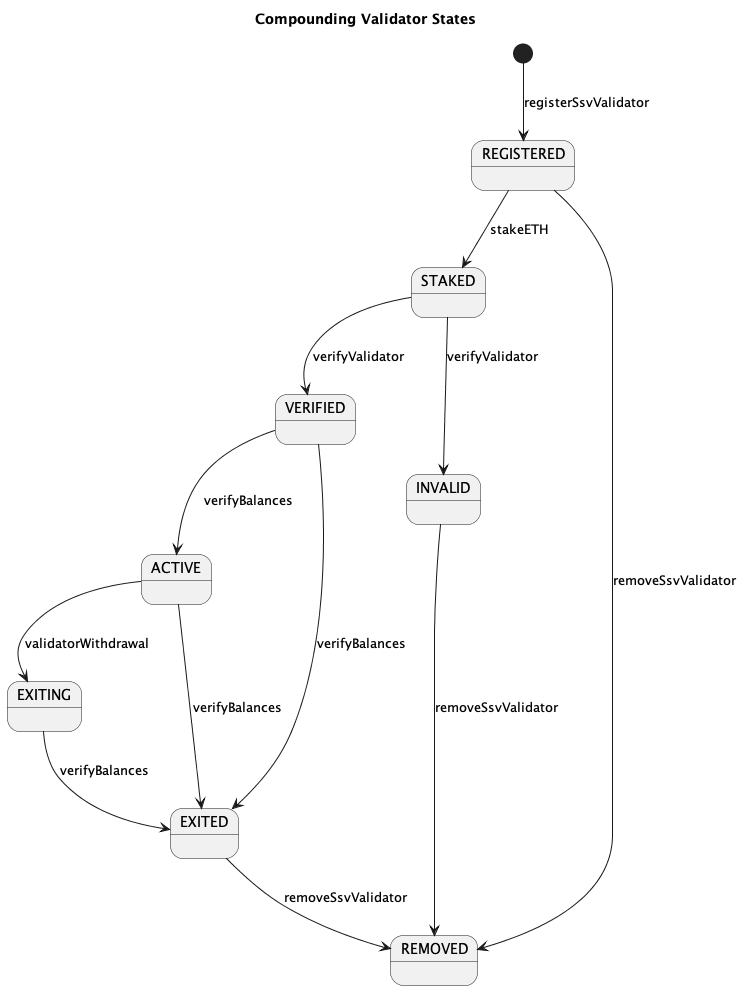 Compounding Validator States
registerSsvValidator
REGISTERED
stakeETH
STAKED
verifyValidator
verifyValidator
VERIFIED
INVALID
verifyBalances
ACTIVE
removeSsvValidator
validatorWithdrawal
verifyBalances
EXITING
verifyBalances
removeSsvValidator
verifyBalances
EXITED
removeSsvValidator
REMOVED